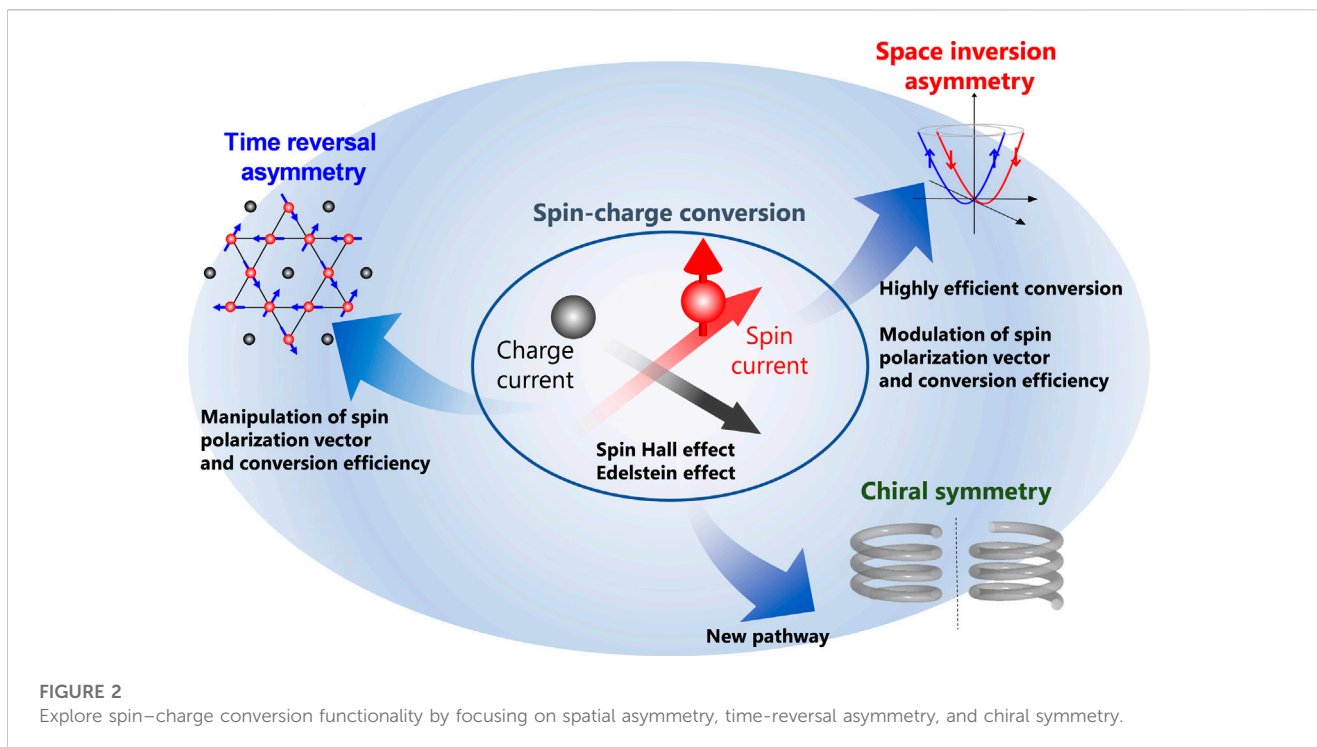 Space inversion
asymmetry
Time reversal
asymmetry
Spin-charge conversion
Highly efficient conversion
Modulation of spin
polarization vector
and conversion efficiency
Charge
current
Spin
current
Manipulation of spin
polarization vector
and conversion efficiency
Spin Hall effect
Edelstein effect
Chiral symmetry
New pathway
FIGURE 2
Explore spin–charge conversion functionality by focusing on spatial asymmetry, time-reversal asymmetry, and chiral symmetry.